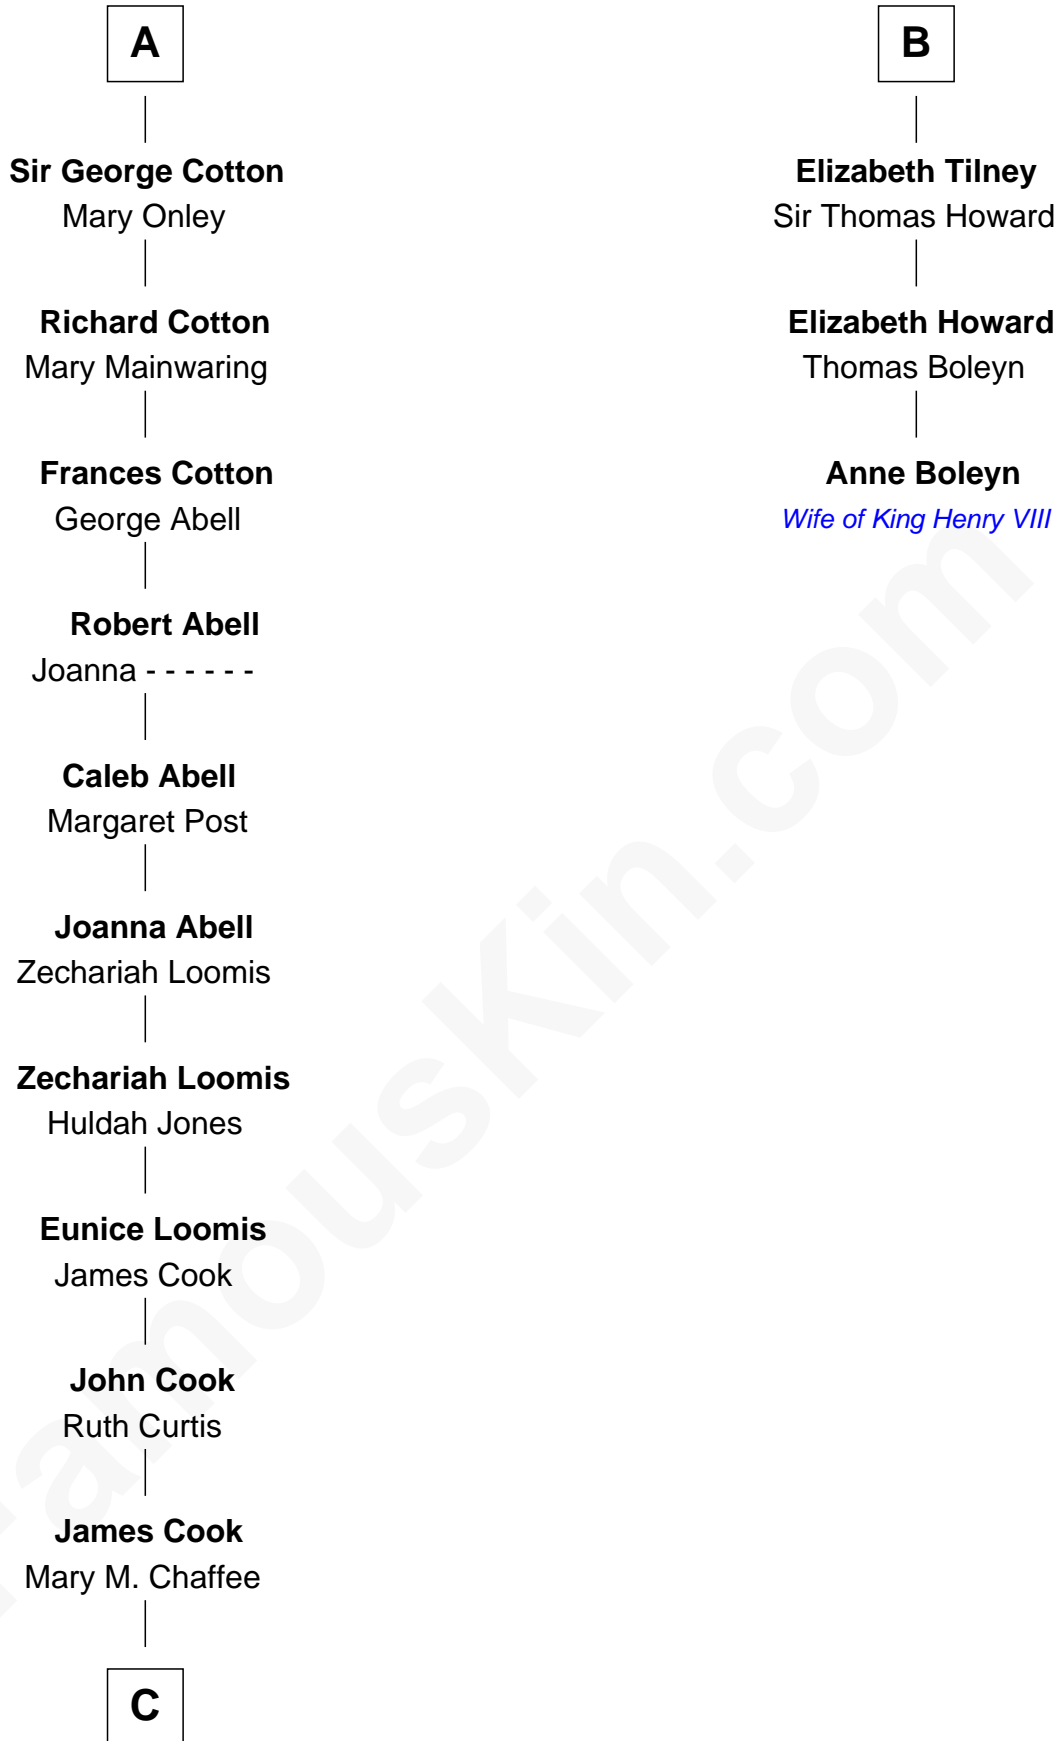 A
Sir George Cotton
Mary Onley
Richard Cotton
Mary Mainwaring
Frances Cotton
George Abell
Robert Abell
Joanna - - - - - -
Caleb Abell
Margaret Post
Joanna Abell
Zechariah Loomis
Zechariah Loomis
Huldah Jones
Eunice Loomis
James Cook
John Cook
Ruth Curtis
James Cook
Mary M. Chaffee
C
B
Elizabeth Tilney
Sir Thomas Howard
Elizabeth Howard
Thomas Boleyn
Anne Boleyn
Wife of King Henry VIII
FamousKin.com